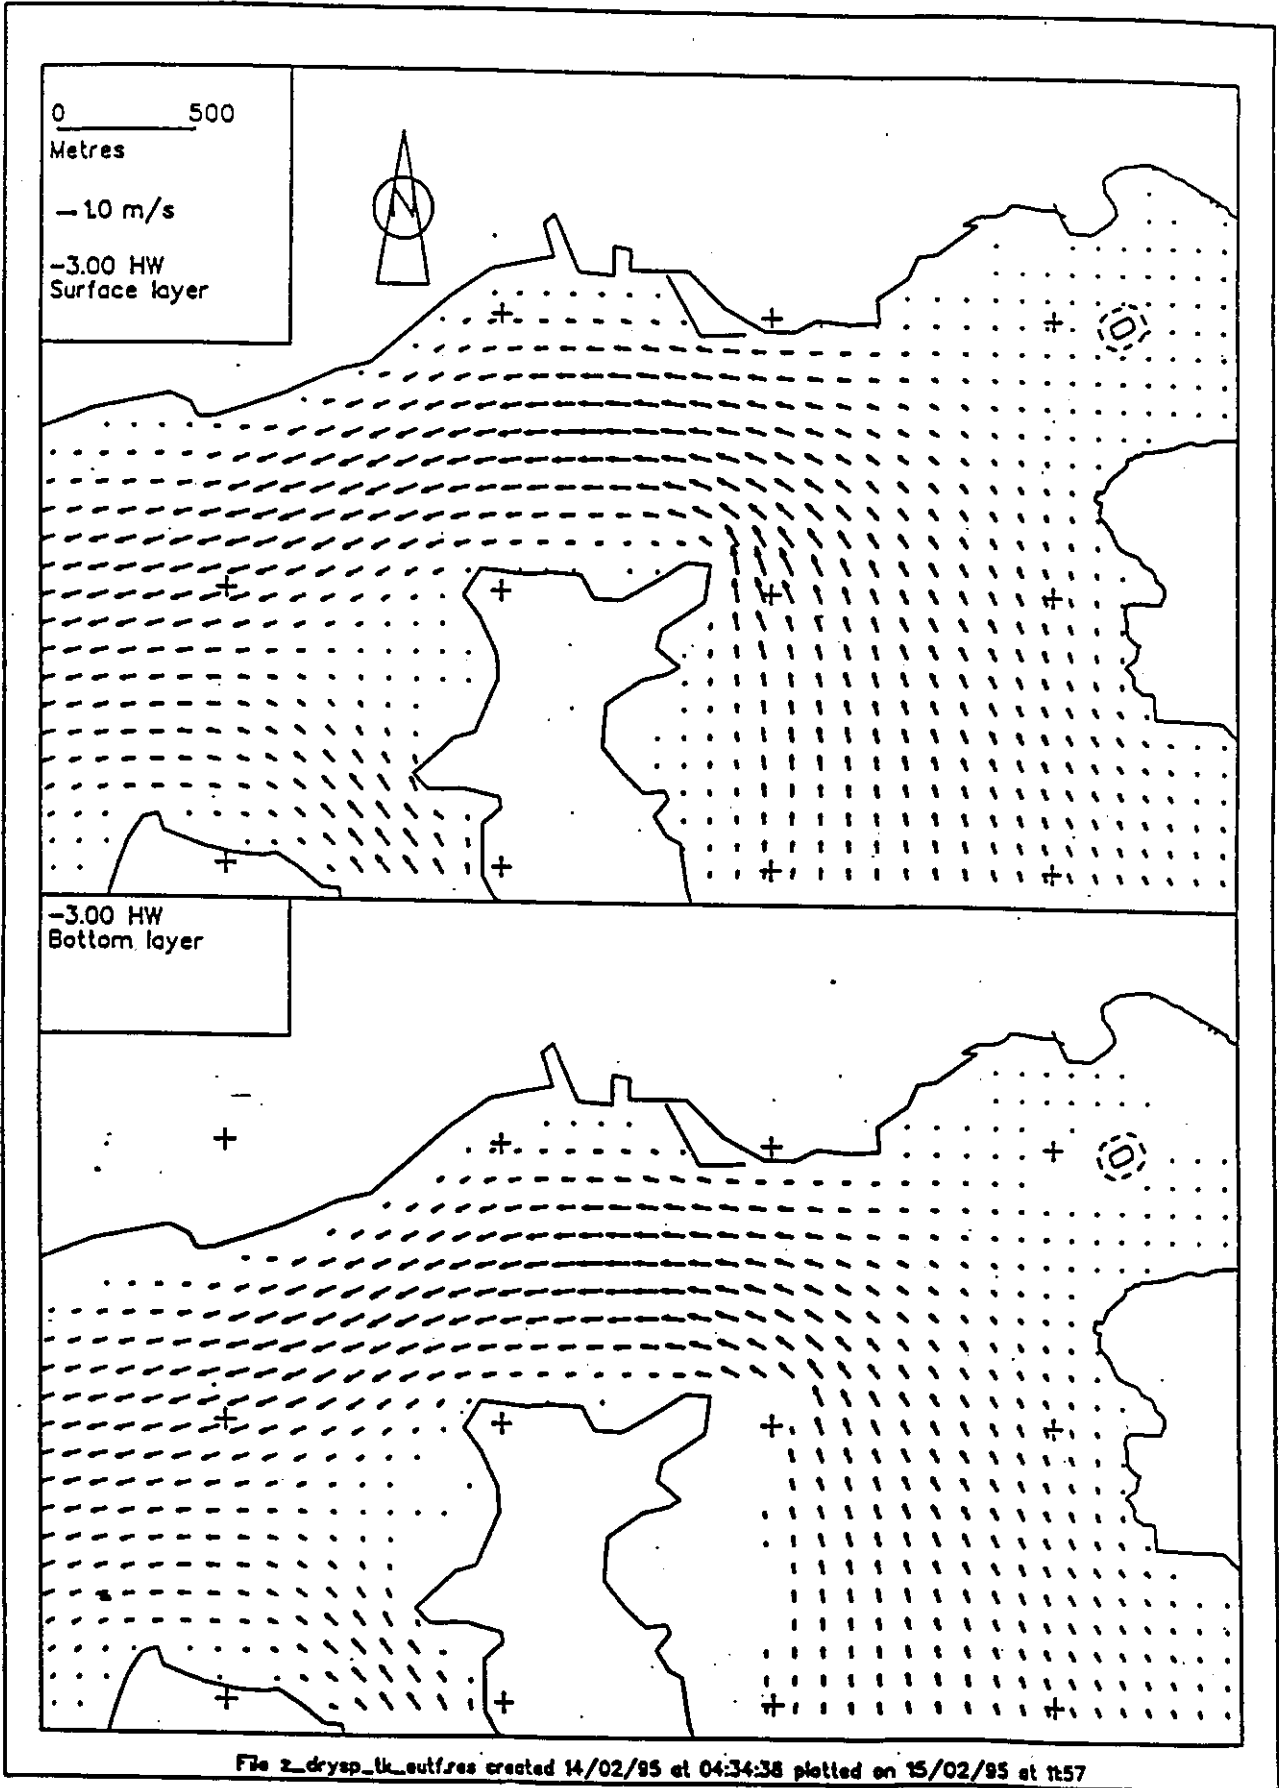 0 500
Metres
1.0 m/s
-3.00 HW
Surface layer
N
-3.00 HW
Bottom layer
File z_drysp_tk_outf.res created 14/02/95 at 04:34:38 plotted on 15/02/95 at 11:57